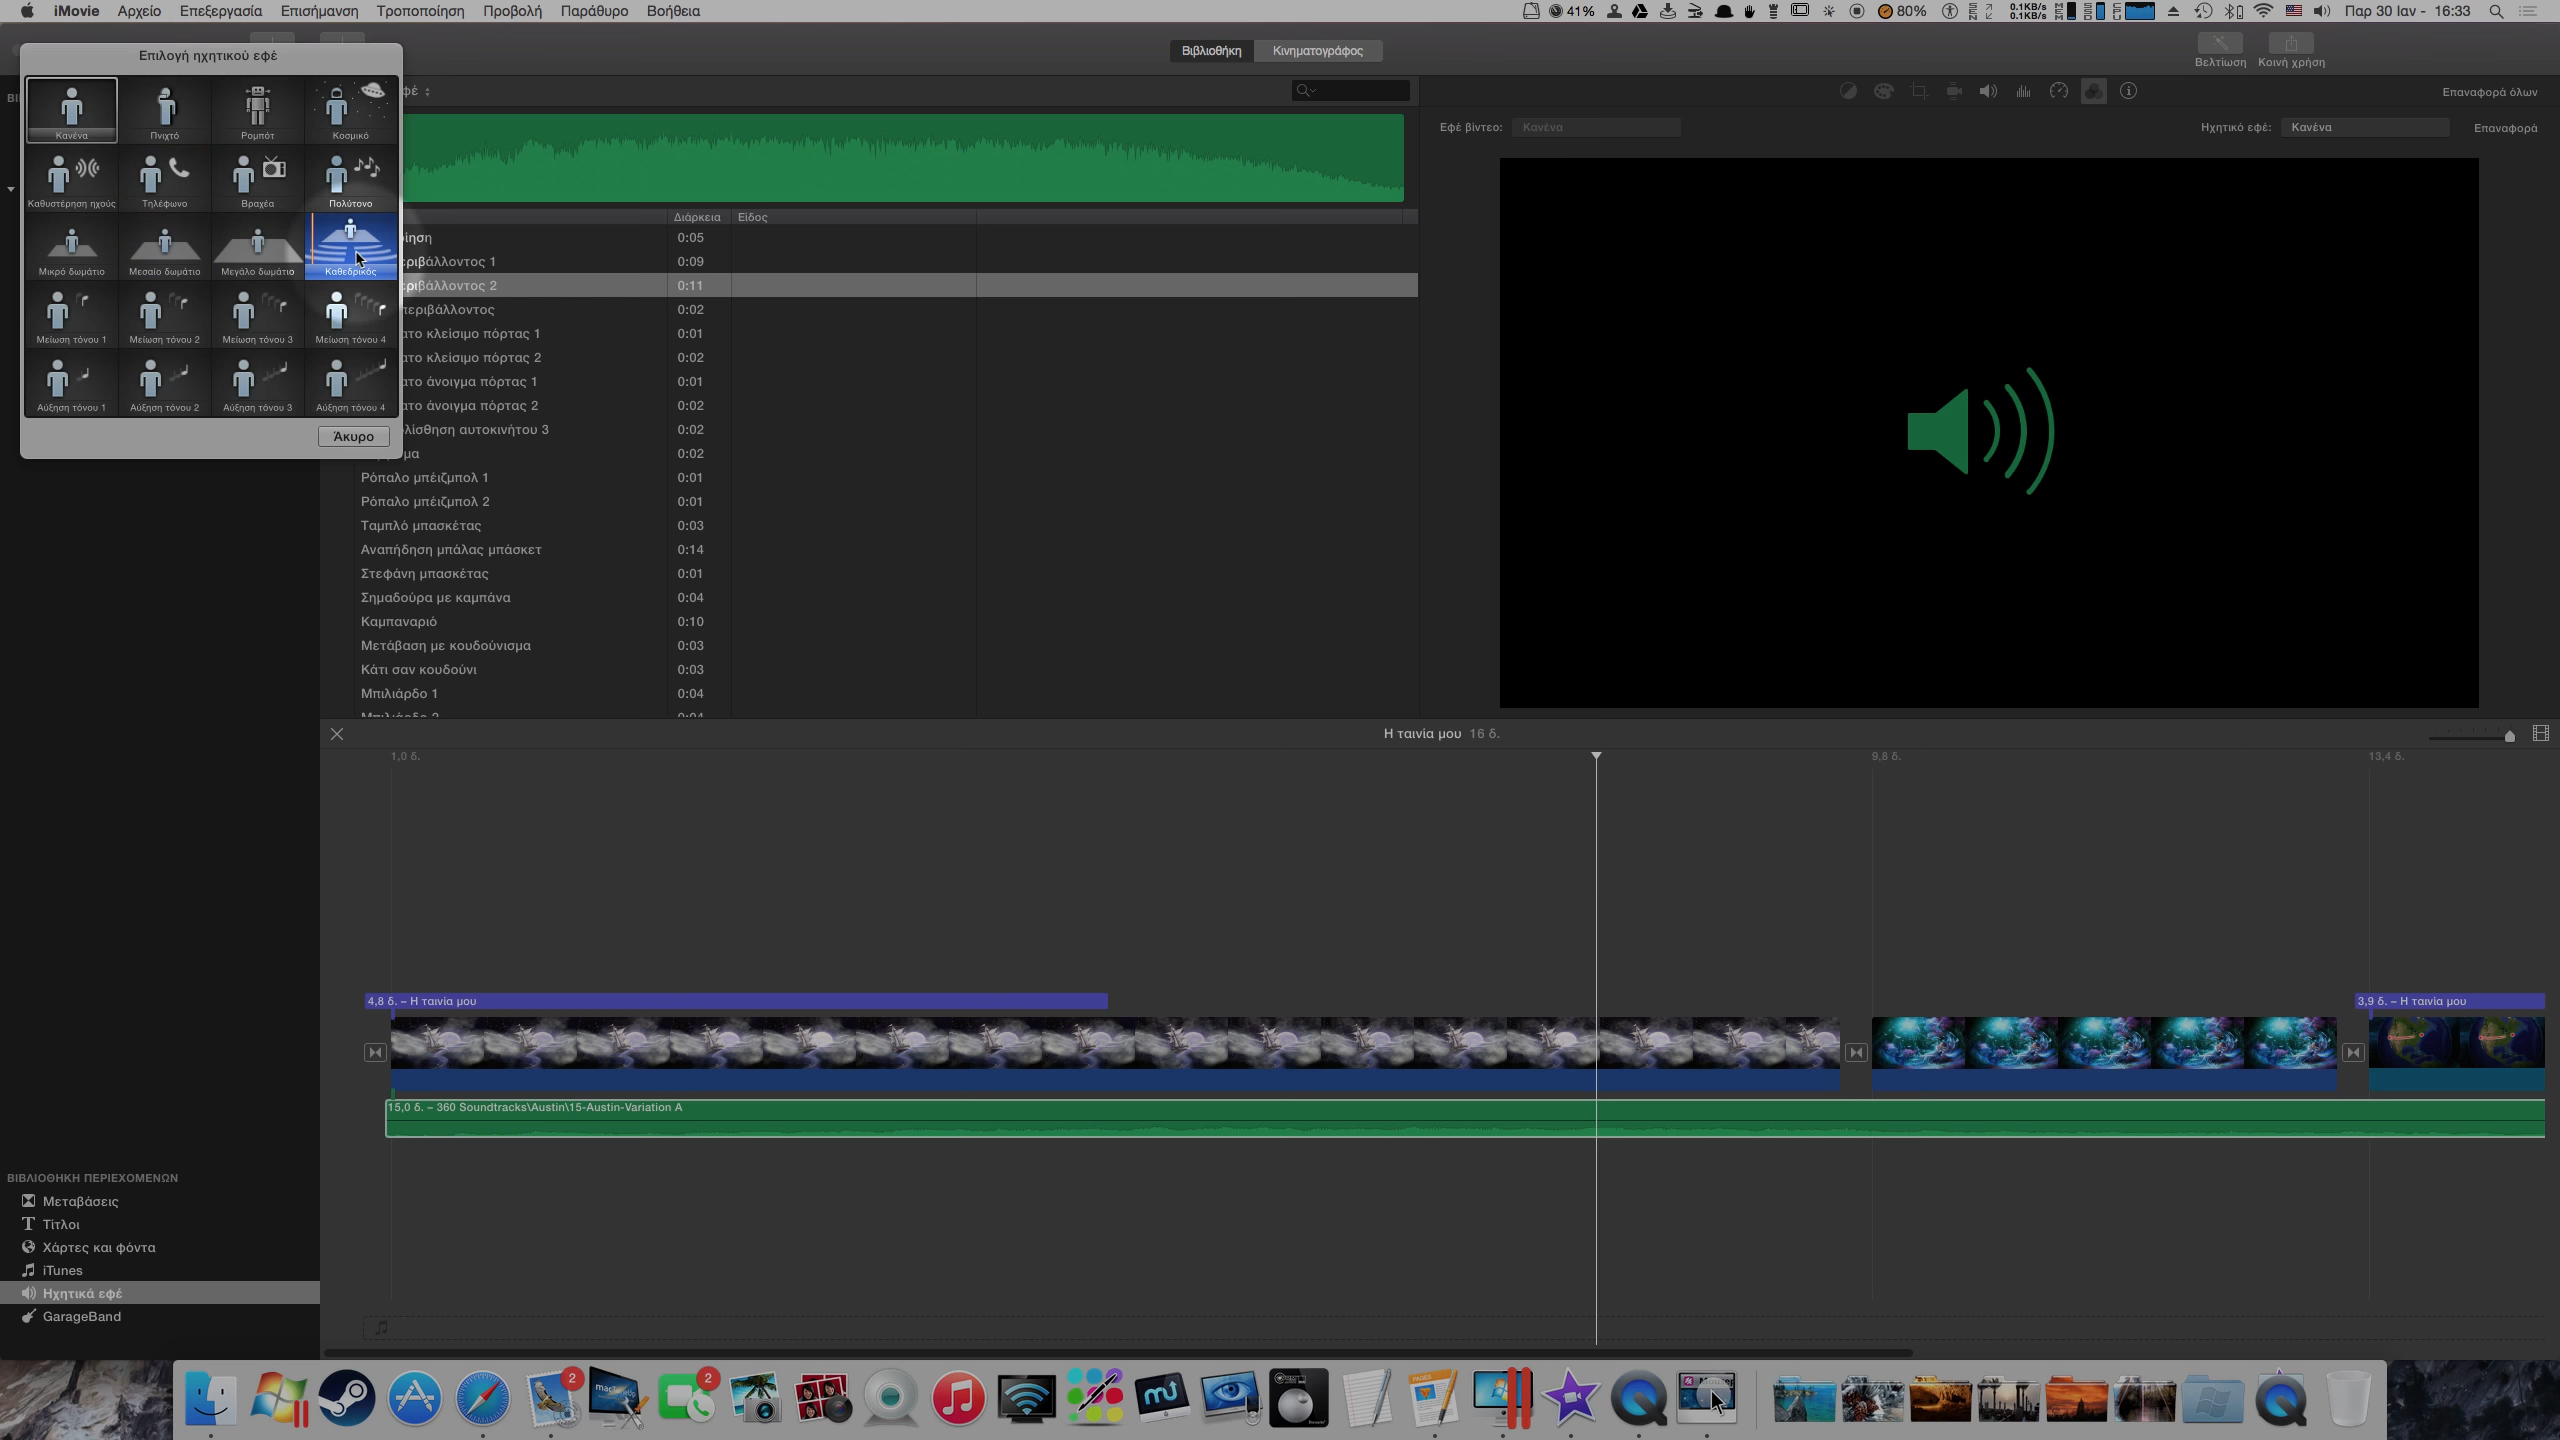 iMovie Αρχείο Επεξεργασία Επισήμανση Τροποποίηση Προβολή Παράθυρο Βοήθεια 41% 80% 0.1KB/s 0.1KB/s Παρ 30 Ιαν - 16:33
Επιλογή ηχητικού εφέ
Κανένα Πνιχτό Ρομπότ Κοσμικό
Καθυστέρηση ηχούς Τηλέφωνο Βραχέα Πολύτονο
Μικρό δωμάτιο Μεσαίο δωμάτιο Μεγάλο δωμάτιο Καθεδρικός
Μείωση τόνου 1 Μείωση τόνου 2 Μείωση τόνου 3 Μείωση τόνου 4
Αύξηση τόνου 1 Αύξηση τόνου 2 Αύξηση τόνου 3 Αύξηση τόνου 4
Άκυρο
Βιβλιοθήκη Κινηματογράφος
Βελτίωση Κοινή χρήση
φέ
Επαναφορά όλων
Εφέ βίντεο: Κανένα Ηχητικό εφέ: Κανένα Επαναφορά
Διάρκεια Είδος
ίηση 0:05
ριβάλλοντος 1 0:09
ριβάλλοντος 2 0:11
περιβάλλοντος 0:02
ατο κλείσιμο πόρτας 1 0:01
ατο κλείσιμο πόρτας 2 0:02
ατο άνοιγμα πόρτας 1 0:01
ατο άνοιγμα πόρτας 2 0:02
λίσθηση αυτοκινήτου 3 0:02
μα 0:02
Ρόπαλο μπέιζμπολ 1 0:01
Ρόπαλο μπέιζμπολ 2 0:01
Ταμπλό μπασκέτας 0:03
Αναπήδηση μπάλας μπάσκετ 0:14
Στεφάνη μπασκέτας 0:01
Σημαδούρα με καμπάνα 0:04
Καμπαναριό 0:10
Μετάβαση με κουδούνισμα 0:03
Κάτι σαν κουδούνι 0:03
Μπιλιάρδο 1 0:04
Η ταινία μου 16 δ.
1,0 δ. 9,8 δ. 13,4 δ.
4,8 δ. – Η ταινία μου 3,9 δ. – Η ταινία μου
15,0 δ. – 360 Soundtracks\Austin\15-Austin-Variation A
ΒΙΒΛΙΟΘΗΚΗ ΠΕΡΙΕΧΟΜΕΝΩΝ
Μεταβάσεις
Τίτλοι
Χάρτες και φόντα
iTunes
Ηχητικά εφέ
GarageBand
2 2
PAGES